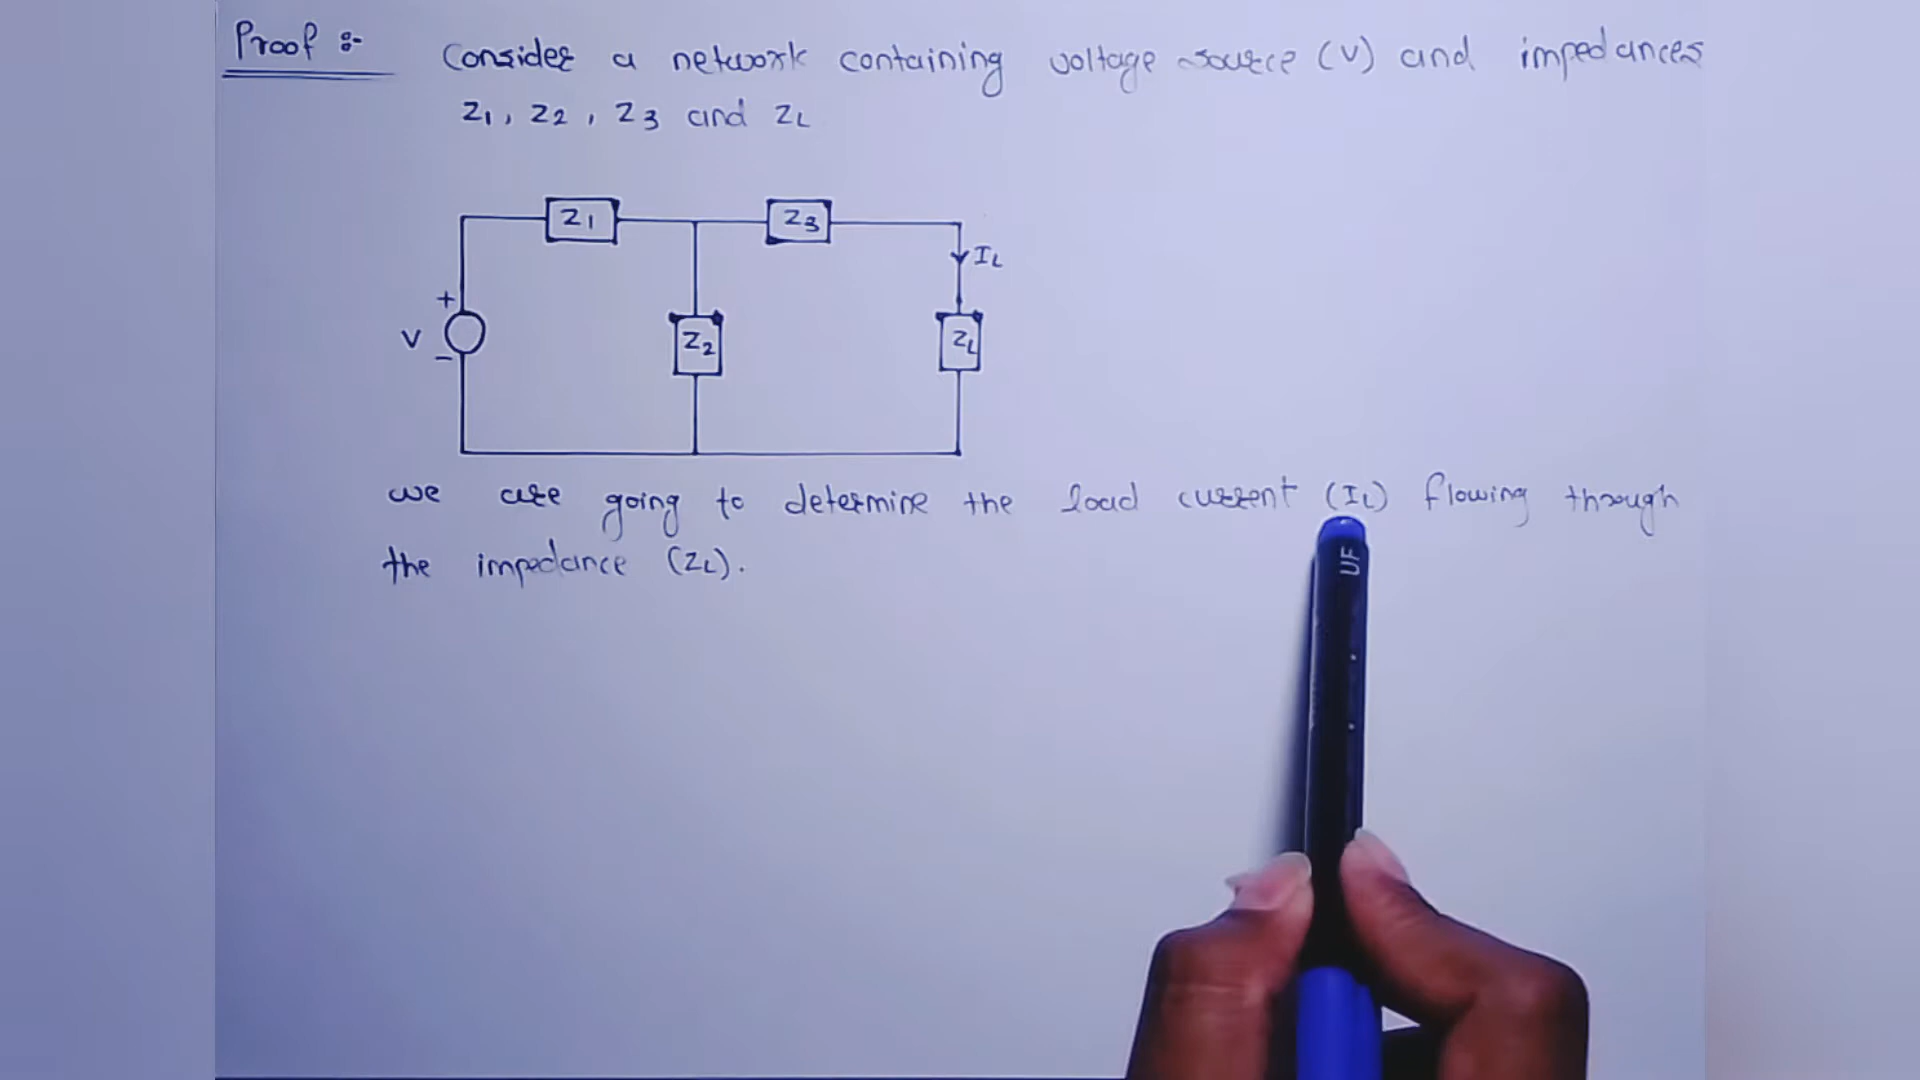 Proof :-
Consider a network containing voltage source (V) and impedances
Z1, Z2, Z3 and ZL
Z1
Z3
IL
+
V
-
Z2
ZL
we are going to determine the load current (IL) flowing through
the impedance (ZL).
UF